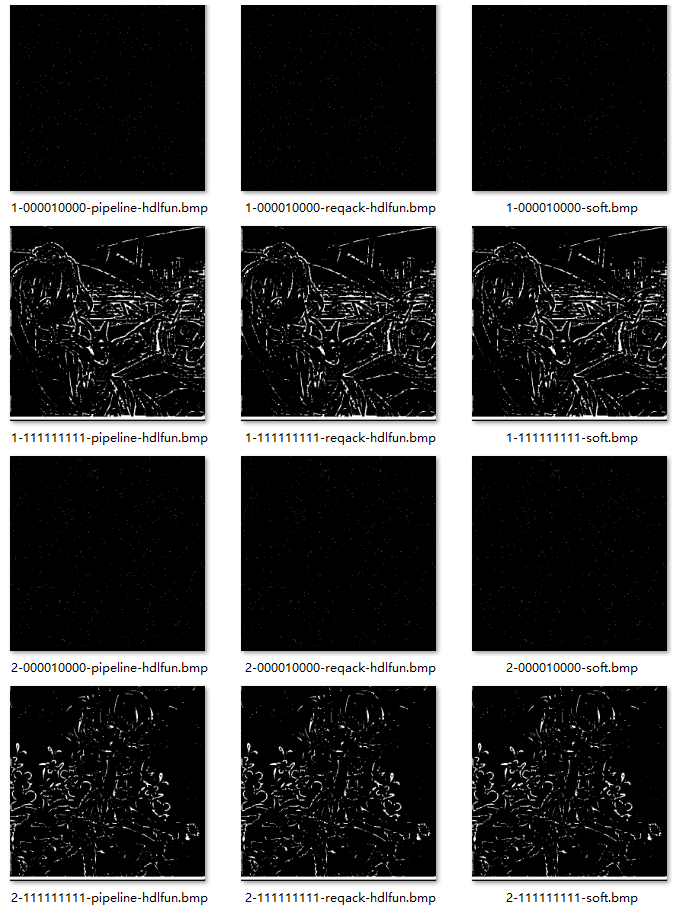 1-000010000-pipeline-hdlfun.bmp
1-000010000-reqack-hdlfun.bmp
1-000010000-soft.bmp
1-111111111-pipeline-hdlfun.bmp
1-111111111-reqack-hdlfun.bmp
1-111111111-soft.bmp
2-000010000-pipeline-hdlfun.bmp
2-000010000-reqack-hdlfun.bmp
2-000010000-soft.bmp
2-111111111-pipeline-hdlfun.bmp
2-111111111-reqack-hdlfun.bmp
2-111111111-soft.bmp